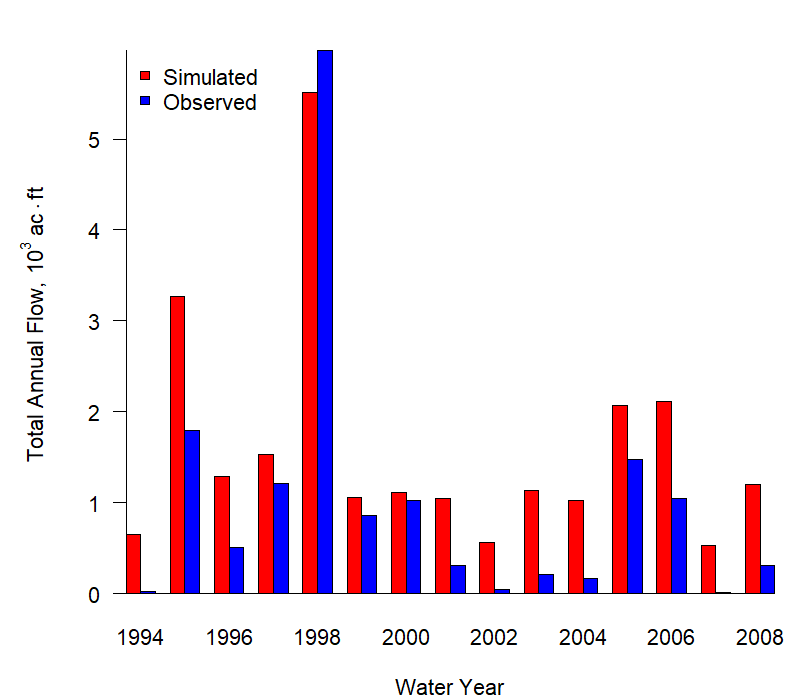 Simulated
Observed
5
4
3
2
1
0
Total Annual Flow, 10³ ac · ft
1994 1996 1998 2000 2002 2004 2006 2008
Water Year